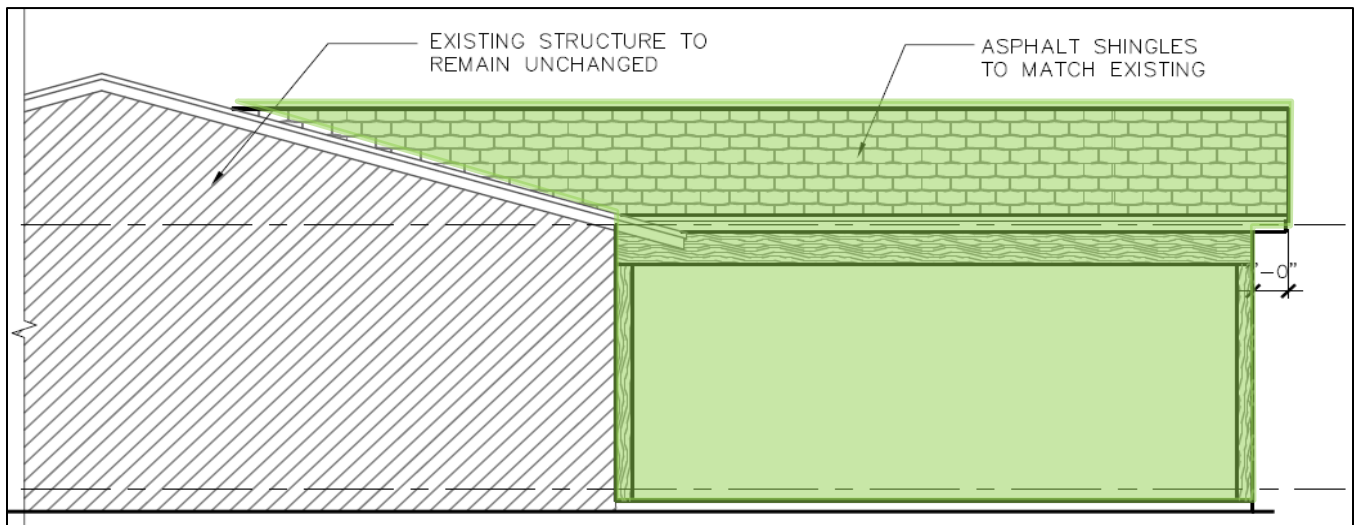 EXISTING STRUCTURE TO
REMAIN UNCHANGED
ASPHALT SHINGLES
TO MATCH EXISTING
'-0"